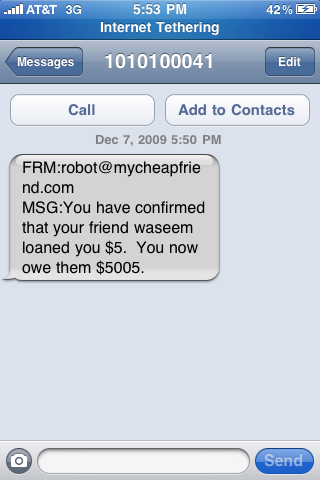 AT&T 3G 5:53 PM 42%
Internet Tethering
Messages 1010100041 Edit
Call Add to Contacts
Dec 7, 2009 5:50 PM
FRM:robot@mycheapfrie
nd.com
MSG:You have confirmed
that your friend waseem
loaned you $5. You now
owe them $5005.
Send